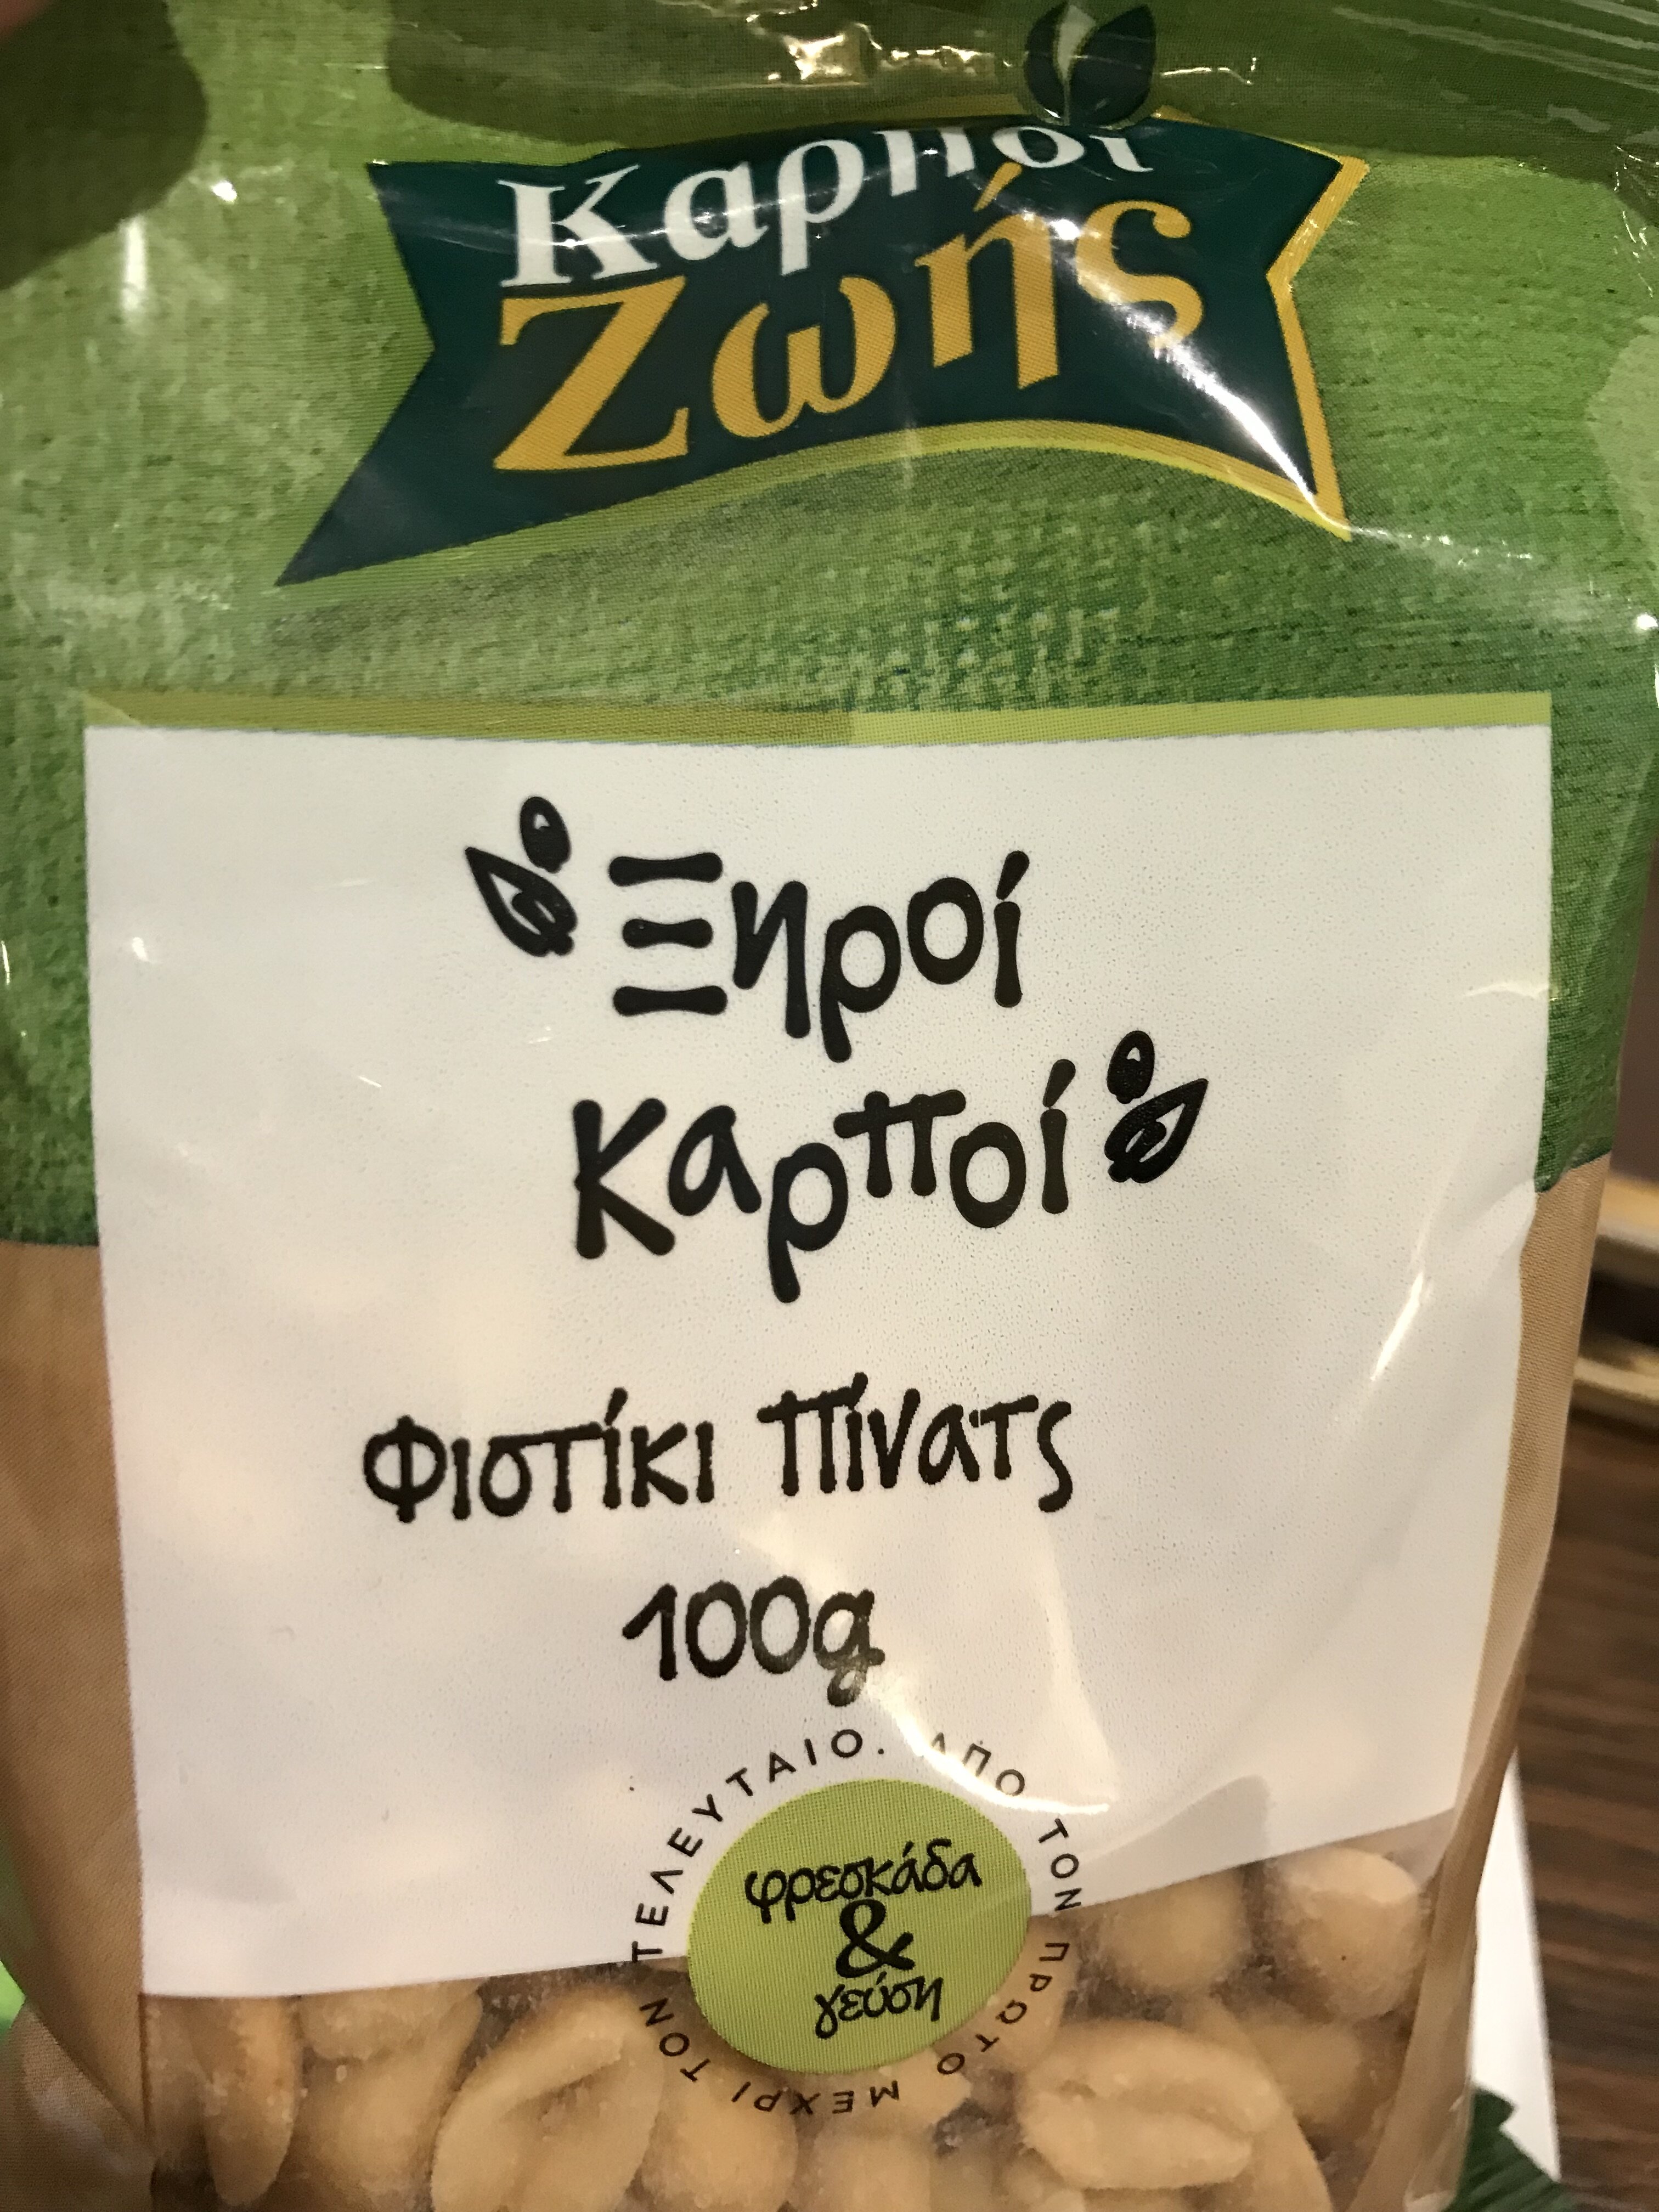 Καρποί
Ζωής
Ξηροί
καρποί
Φιστίκι Πίνατς
100g
ΑΠΟ ΤΟΝ ΠΡΩΤΟ ΜΕΧΡΙ ΤΟΝ ΤΕΛΕΥΤΑΙΟ.
φρεσκάδα
&
γεύση